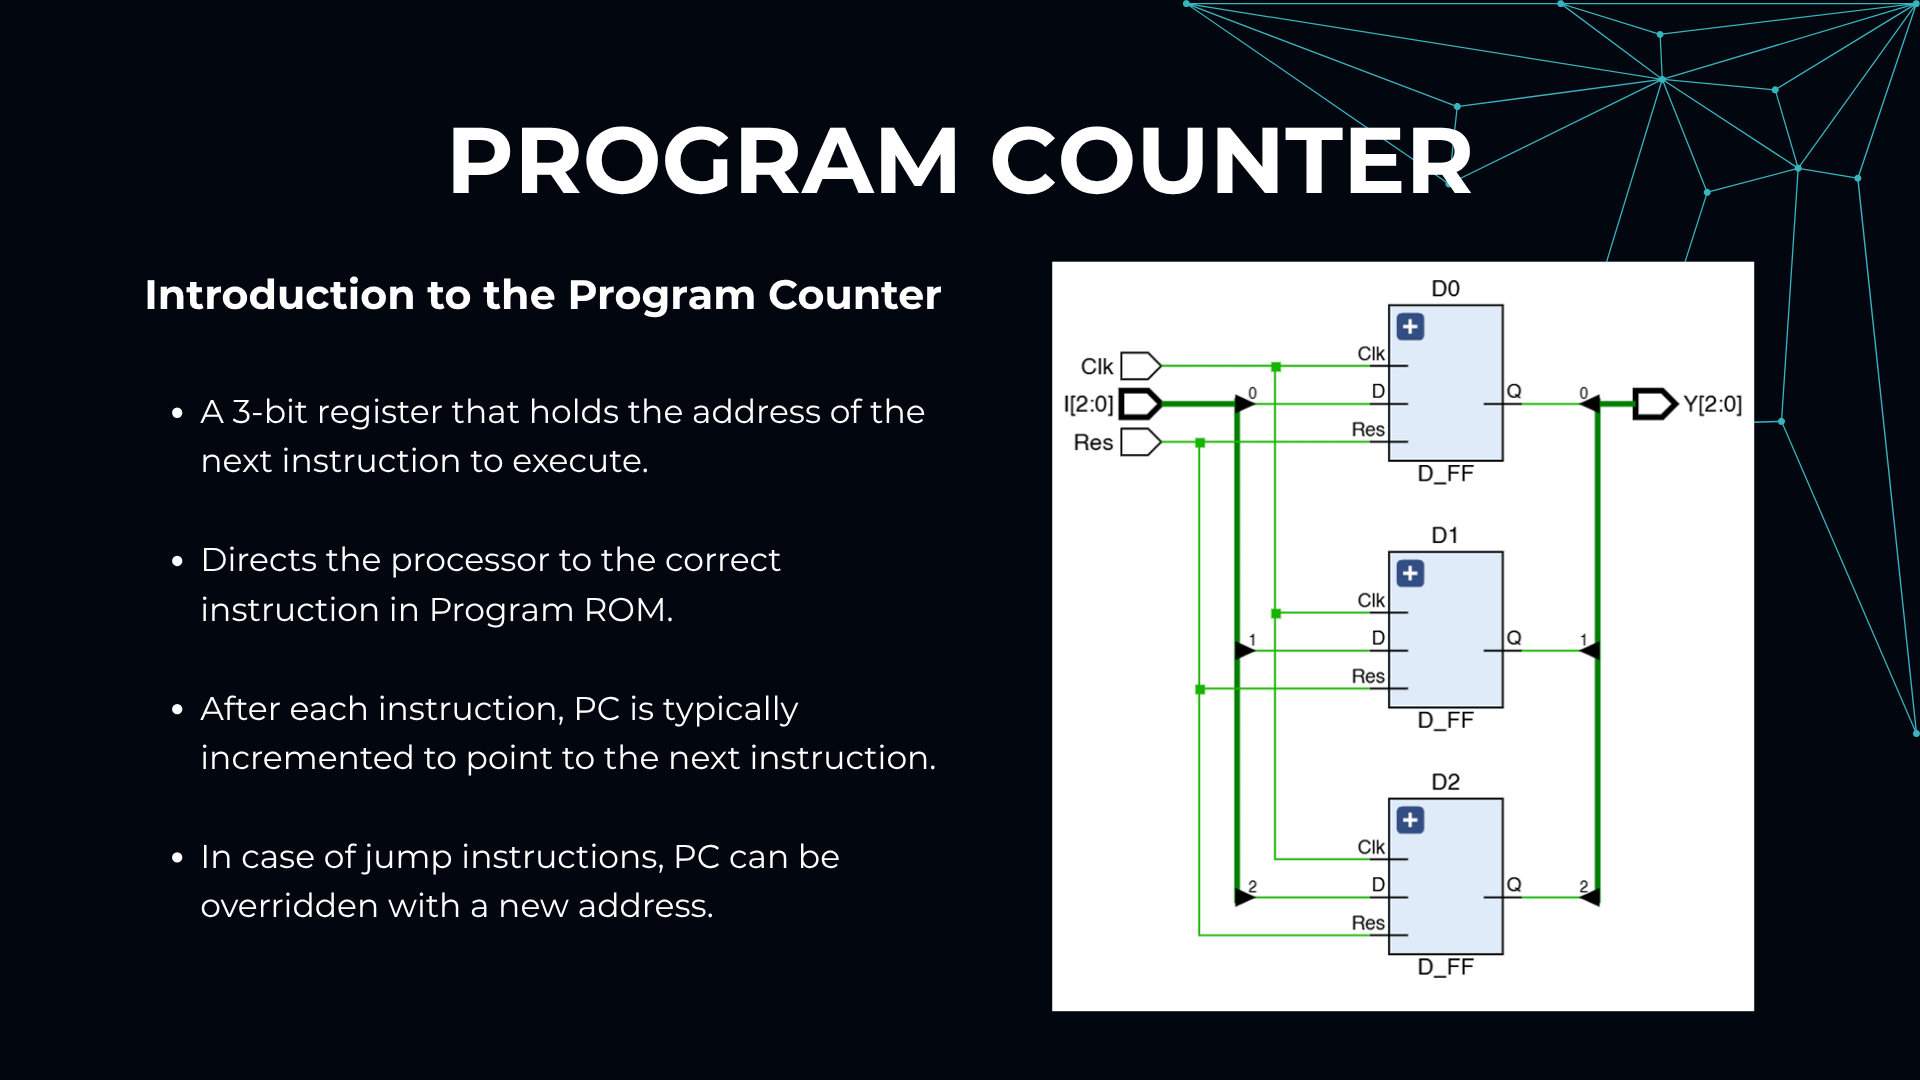 PROGRAM COUNTER
Introduction to the Program Counter
• A 3-bit register that holds the address of the
next instruction to execute.
• Directs the processor to the correct
instruction in Program ROM.
• After each instruction, PC is typically
incremented to point to the next instruction.
• In case of jump instructions, PC can be
overridden with a new address.
D0
Clk
Clk
I[2:0]
0
D
Q
0
Y[2:0]
Res
Res
D_FF
D1
Clk
1
D
Q
1
Res
D_FF
D2
Clk
2
D
Q
2
Res
D_FF